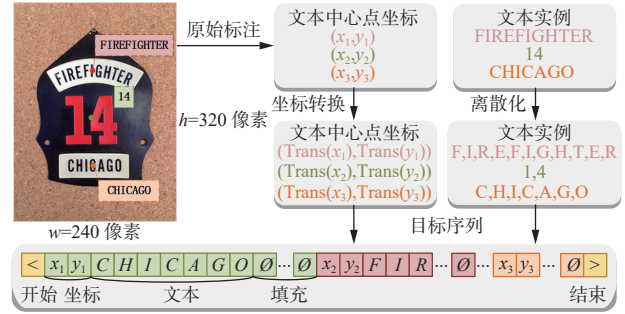 FIREFIGHTER
FIREFIGHTER
14
14
CHICAGO
CHICAGO
h=320 像素
w=240 像素
原始标注
文本中心点坐标
(x₁,y₁)
(x₂,y₂)
(x₃,y₃)
文本实例
FIREFIGHTER
14
CHICAGO
坐标转换
离散化
文本中心点坐标
(Trans(x₁),Trans(y₁))
(Trans(x₂),Trans(y₂))
(Trans(x₃),Trans(y₃))
文本实例
F,I,R,E,F,I,G,H,T,E,R
1,4
C,H,I,C,A,G,O
目标序列
< x₁ y₁ C H I C A G O Ø ... Ø x₂ y₂ F I R ... Ø ... x₃ y₃ ... Ø >
开始 坐标 文本 填充 结束